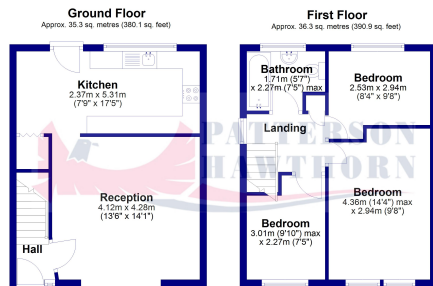 Ground Floor
Approx. 35.3 sq. metres (380.1 sq. feet)
Kitchen
2.37m x 5.31m
(7'9" x 17'5")
Reception
4.12m x 4.28m
(13'6" x 14'1")
Hall
First Floor
Approx. 36.3 sq. metres (390.9 sq. feet)
Bathroom
1.71m (5'7")
x 2.27m (7'5") max
Bedroom
2.53m x 2.94m
(8'4" x 9'8")
Landing
Bedroom
4.36m (14'4") max
x 2.94m (9'8")
Bedroom
3.01m (9'10") max
x 2.27m (7'5")
PATTERSON
HAWTHORN